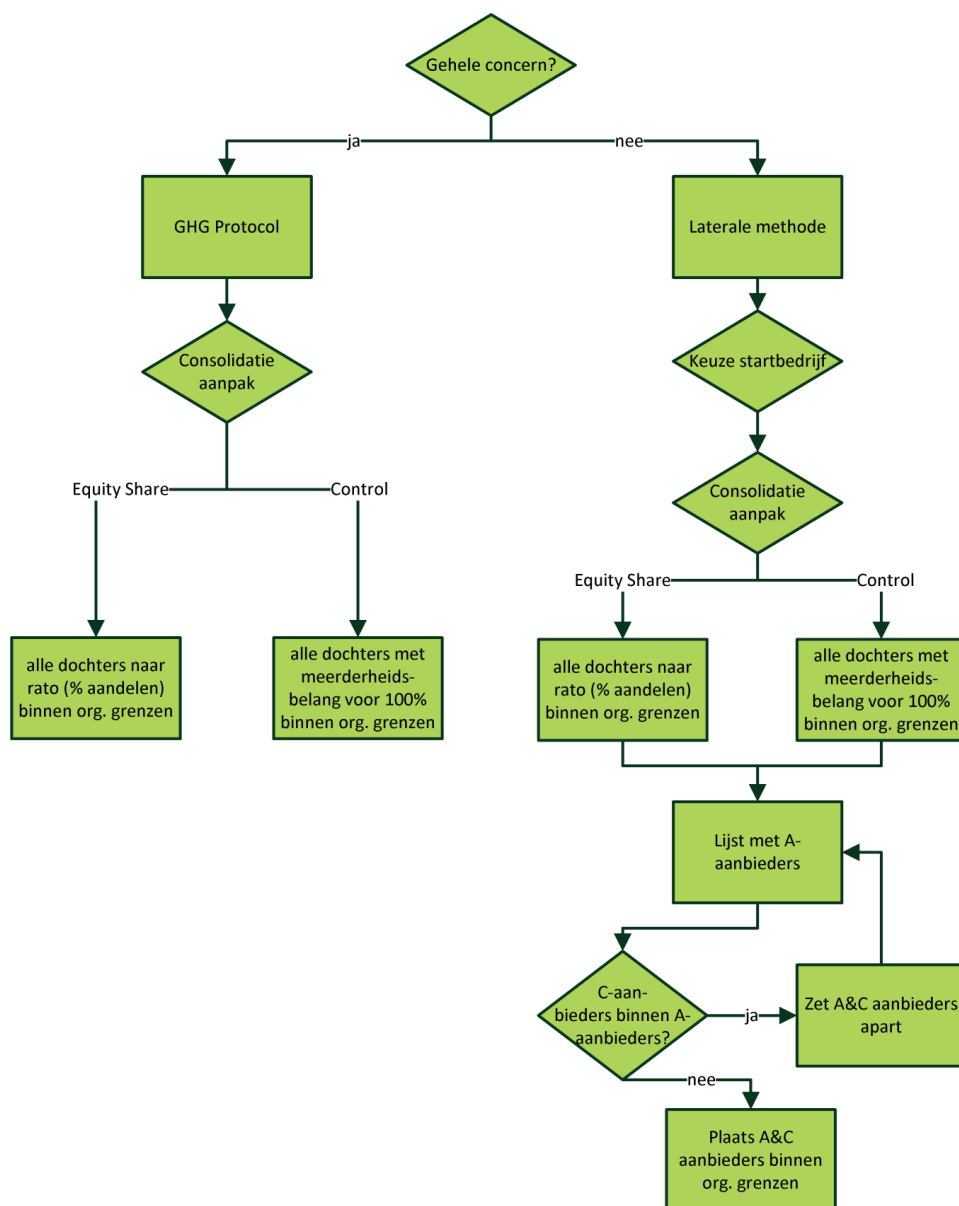 Gehele concern?
ja
nee
GHG Protocol
Laterale methode
Consolidatie
aanpak
Keuze startbedrijf
Equity Share
Control
Consolidatie
aanpak
Equity Share
Control
alle dochters naar
rato (% aandelen)
binnen org. grenzen
alle dochters met
meerderheids-
belang voor 100%
binnen org. grenzen
alle dochters naar
rato (% aandelen)
binnen org. grenzen
alle dochters met
meerderheids-
belang voor 100%
binnen org. grenzen
Lijst met A-
aanbieders
C-aan-
bieders binnen A-
aanbieders?
ja
Zet A&C aanbieders
apart
nee
Plaats A&C
aanbieders binnen
org. grenzen